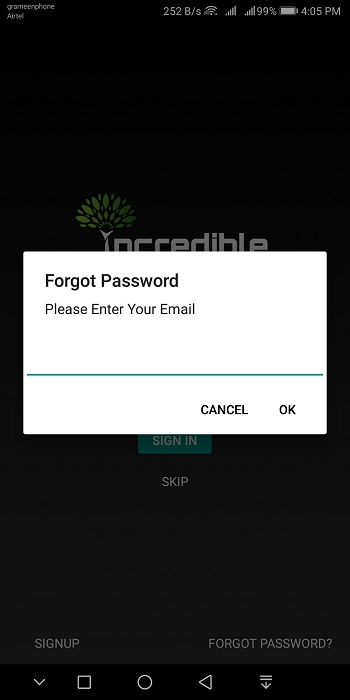 grameenphone
Airtel
252 B/s 99% 4:05 PM
incredible
Forgot Password
Please Enter Your Email
CANCEL OK
SIGN IN
SKIP
SIGNUP FORGOT PASSWORD?